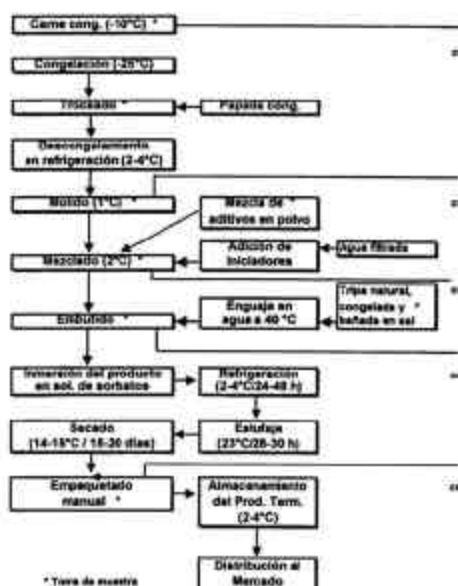 Carne cong. (-10°C) *
Congelación (-25°C)
Troceado *
Papada cong.
Descongelamiento
en refrigeración (2-4°C)
Molido (1°C) *
Mezcla de *
aditivos en polvo
Adición de
iniciadores
Agua filtrada
Mezclado (2°C) *
Tripa natural,
congelada y *
bañada en sal
Enguaje en
agua a 40 °C
Embutido *
Inmersión del producto
en sol. de sorbatos
Refrigeración
(2-4°C/24-48 h)
Secado
(14-15°C / 15-20 días)
Estufaje
(23°C/28-30 h)
Empaquetado
manual *
Almacenamiento
del Prod. Term.
(2-4°C)
Distribución al
Mercado
* Toma de muestra